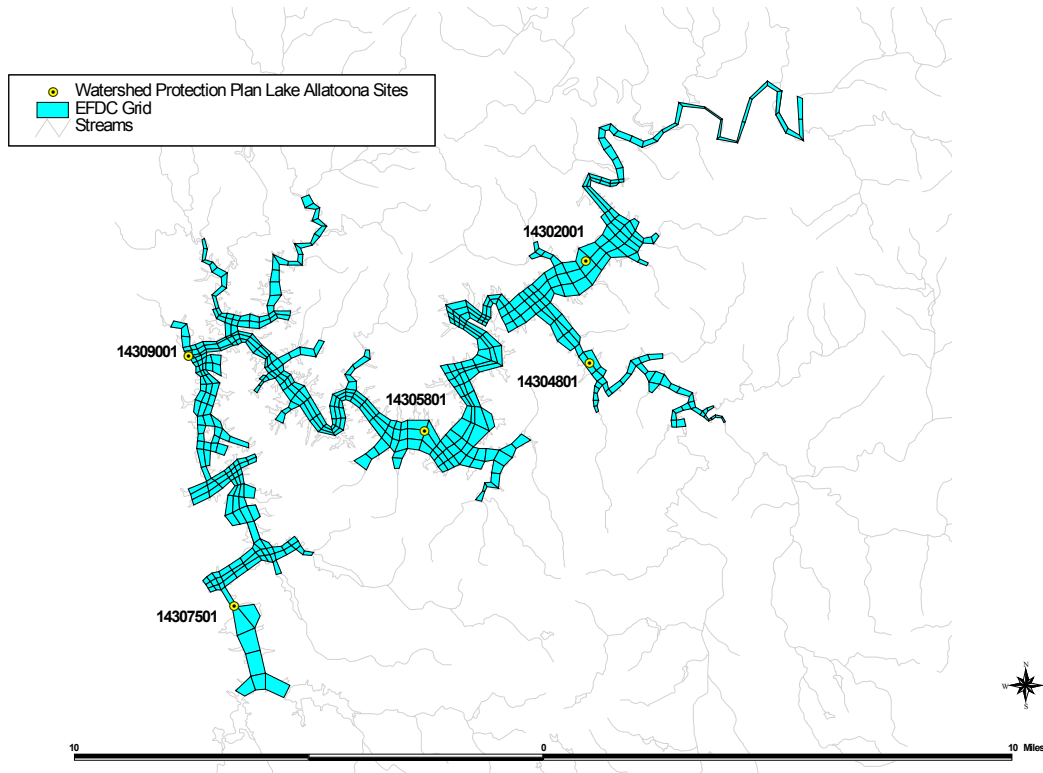 Watershed Protection Plan Lake Allatoona Sites
EFDC Grid
Streams
14302001
14309001
14304801
14305801
14307501
N
W E
S
10 0 10 Miles